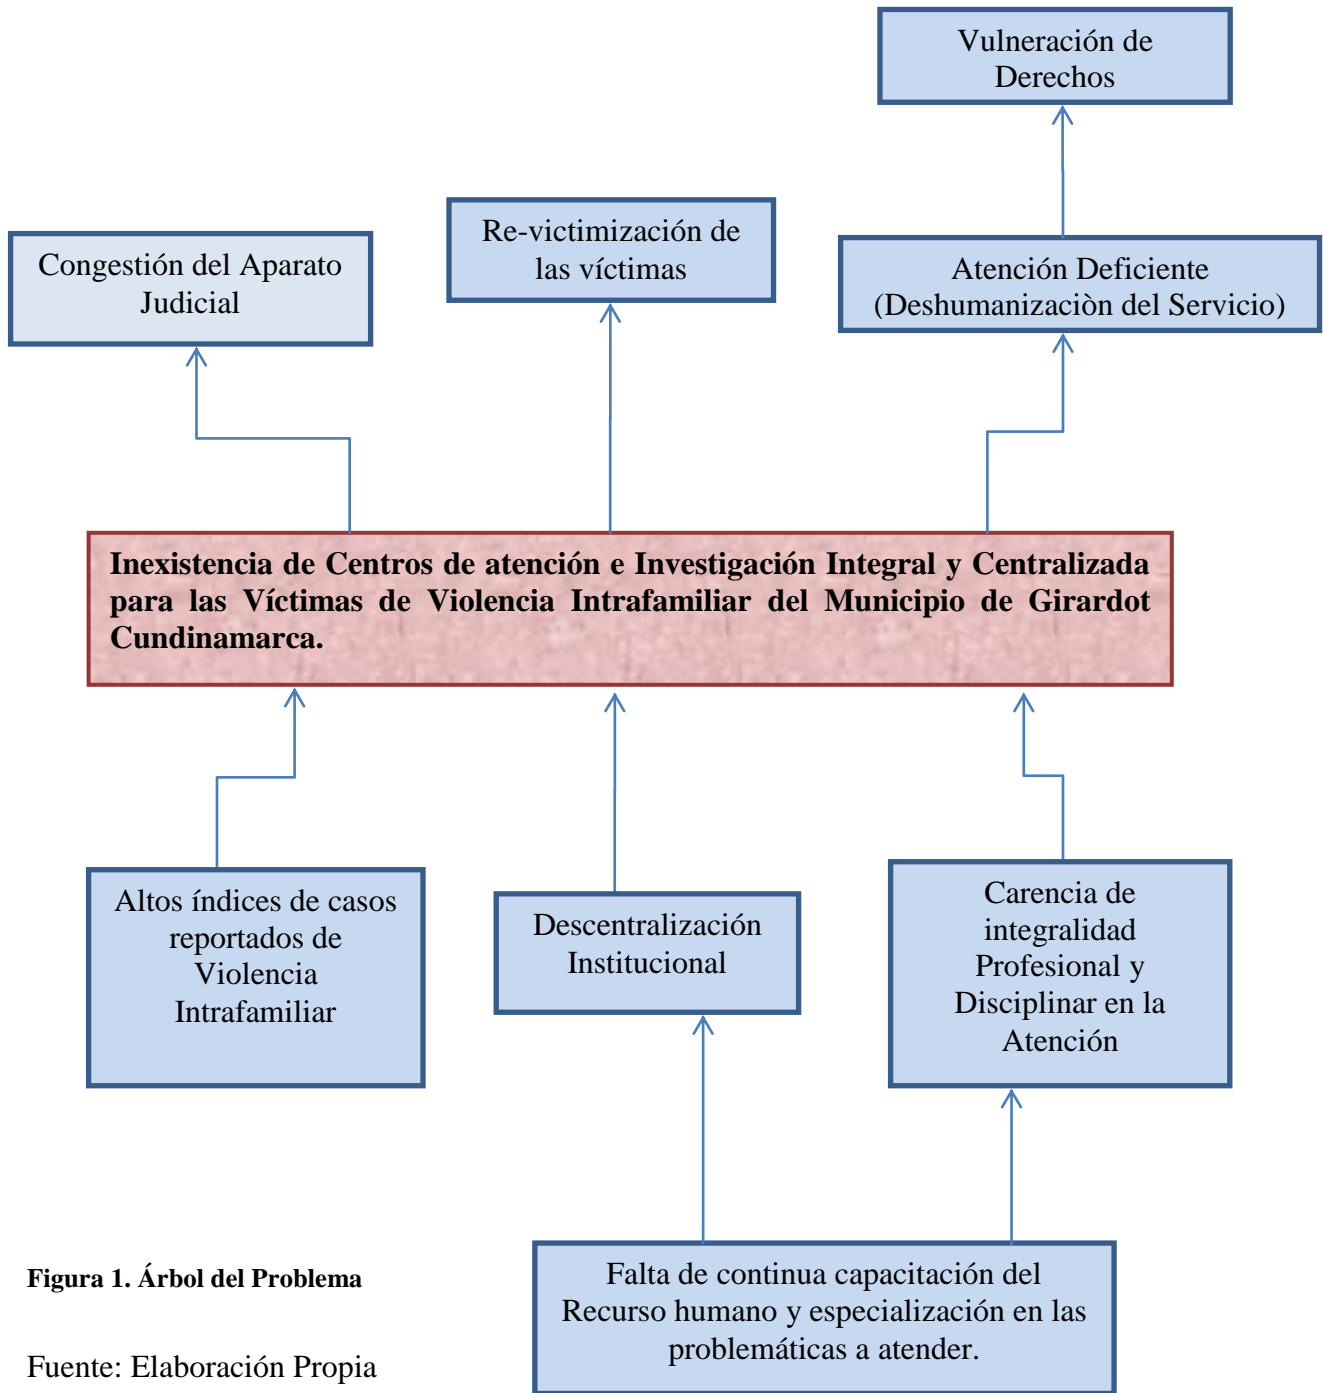 Vulneración de
Derechos
Re-victimización de
las víctimas
Congestión del Aparato
Judicial
Atención Deficiente
(Deshumanizaciòn del Servicio)
Inexistencia de Centros de atención e Investigación Integral y Centralizada
para las Víctimas de Violencia Intrafamiliar del Municipio de Girardot
Cundinamarca.
Altos índices de casos
reportados de
Violencia
Intrafamiliar
Descentralización
Institucional
Carencia de
integralidad
Profesional y
Disciplinar en la
Atención
Falta de continua capacitación del
Recurso humano y especialización en las
problemáticas a atender.
Figura 1. Árbol del Problema
Fuente: Elaboración Propia